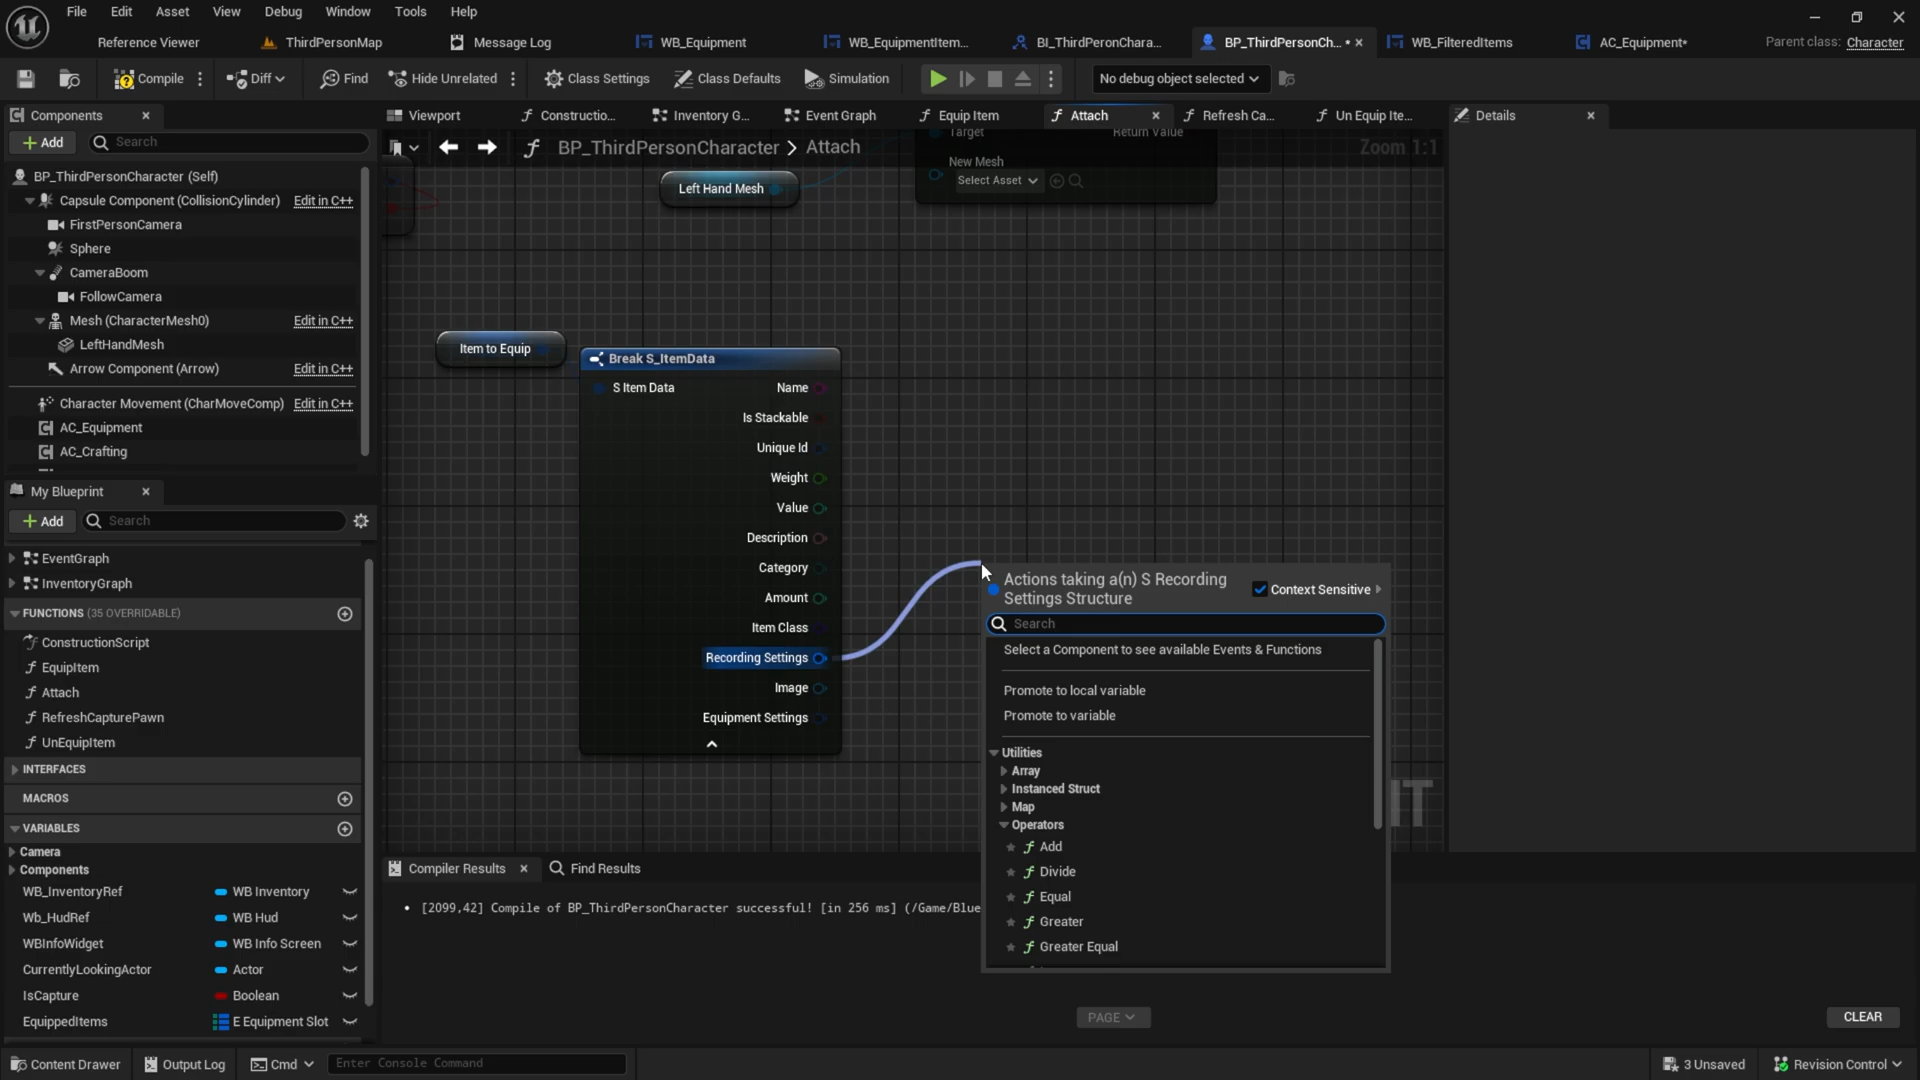 File Edit Asset View Debug Window Tools Help
Reference Viewer ThirdPersonMap Message Log WB_Equipment WB_EquipmentItem... BI_ThirdPeronChara... BP_ThirdPersonCh... * WB_FilteredItems AC_Equipment* Parent class: Character
Compile Diff Find Hide Unrelated Class Settings Class Defaults Simulation No debug object selected
Components Viewport Constructio... Inventory G... Event Graph Equip Item Attach Refresh Ca... Un Equip Ite... Details
Add Search
BP_ThirdPersonCharacter > Attach Zoom 1:1
Target Return Value
New Mesh
Select Asset
Left Hand Mesh
BP_ThirdPersonCharacter (Self)
Capsule Component (CollisionCylinder) Edit in C++
FirstPersonCamera
Sphere
CameraBoom
FollowCamera
Mesh (CharacterMesh0) Edit in C++
LeftHandMesh
Arrow Component (Arrow) Edit in C++
Character Movement (CharMoveComp) Edit in C++
AC_Equipment
AC_Crafting
My Blueprint
Add Search
EventGraph
InventoryGraph
FUNCTIONS (35 OVERRIDABLE)
ConstructionScript
EquipItem
Attach
RefreshCapturePawn
UnEquipItem
INTERFACES
MACROS
VARIABLES
Camera
Components
WB_InventoryRef WB Inventory
Wb_HudRef WB Hud
WBInfoWidget WB Info Screen
CurrentlyLookingActor Actor
IsCapture Boolean
EquippedItems E Equipment Slot
Item to Equip
Break S_ItemData
S Item Data Name
Is Stackable
Unique Id
Weight
Value
Description
Category
Amount
Item Class
Recording Settings
Image
Equipment Settings
Actions taking a(n) S Recording
Settings Structure
Context Sensitive
Search
Select a Component to see available Events & Functions
Promote to local variable
Promote to variable
Utilities
Array
Instanced Struct
Map
Operators
Add
Divide
Equal
Greater
Greater Equal
Compiler Results Find Results
[2099,42] Compile of BP_ThirdPersonCharacter successful! [in 256 ms] (/Game/Blue
PAGE CLEAR
Content Drawer Output Log Cmd Enter Console Command 3 Unsaved Revision Control